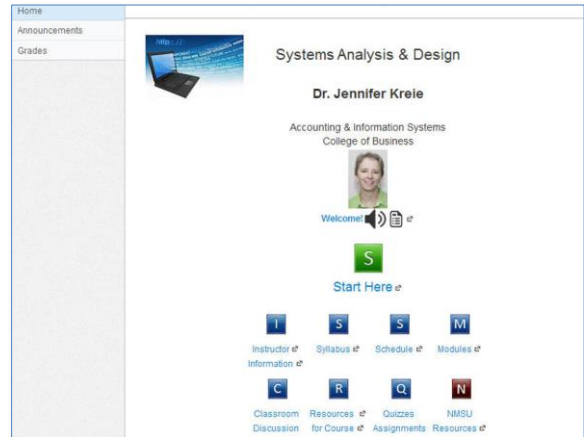 Home
Announcements
Grades
http://
Systems Analysis & Design
Dr. Jennifer Kreie
Accounting & Information Systems
College of Business
Welcome!
S
Start Here
I S S M
Instructor Syllabus Schedule Modules
Information
C R Q N
Classroom Resources Quizzes NMSU
Discussion for Course Assignments Resources